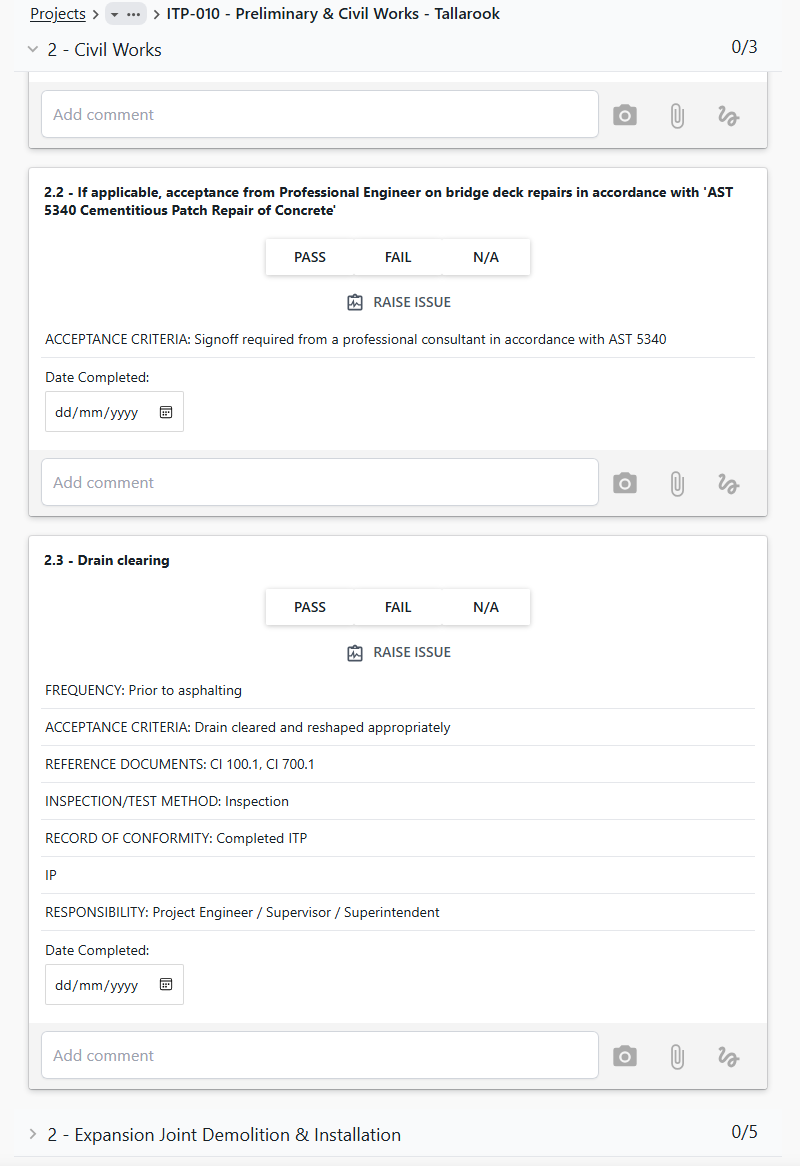 Projects > ... > ITP-010 - Preliminary & Civil Works - Tallarook
2 - Civil Works 0/3
Add comment
2.2 - If applicable, acceptance from Professional Engineer on bridge deck repairs in accordance with 'AST
5340 Cementitious Patch Repair of Concrete'
PASS FAIL N/A
RAISE ISSUE
ACCEPTANCE CRITERIA: Signoff required from a professional consultant in accordance with AST 5340
Date Completed:
dd/mm/yyyy
Add comment
2.3 - Drain clearing
PASS FAIL N/A
RAISE ISSUE
FREQUENCY: Prior to asphalting
ACCEPTANCE CRITERIA: Drain cleared and reshaped appropriately
REFERENCE DOCUMENTS: CI 100.1, CI 700.1
INSPECTION/TEST METHOD: Inspection
RECORD OF CONFORMITY: Completed ITP
IP
RESPONSIBILITY: Project Engineer / Supervisor / Superintendent
Date Completed:
dd/mm/yyyy
Add comment
2 - Expansion Joint Demolition & Installation 0/5